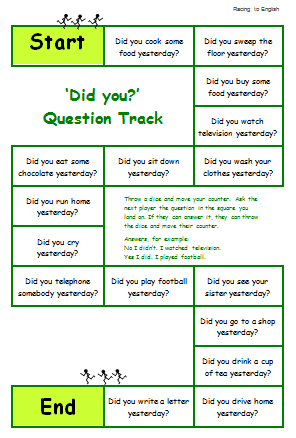 Racing to English
Start
Did you cook some
food yesterday?
Did you sweep the
floor yesterday?
'Did you?'
Question Track
Did you buy some
food yesterday?
Did you watch
television yesterday?
Did you eat some
chocolate yesterday?
Did you sit down
yesterday?
Did you wash your
clothes yesterday?
Did you run home
yesterday?
Throw a dice and move your counter. Ask the
next player the question in the square you
land on. If they can answer it, they can throw
the dice and move their counter.
Answers, for example:
No I didn't. I watched television.
Yes I did. I played football.
Did you cry
yesterday?
Did you telephone
somebody yesterday?
Did you play football
yesterday?
Did you see your
sister yesterday?
Did you go to a shop
yesterday?
Did you drink a cup
of tea yesterday?
End
Did you write a letter
yesterday?
Did you drive home
yesterday?